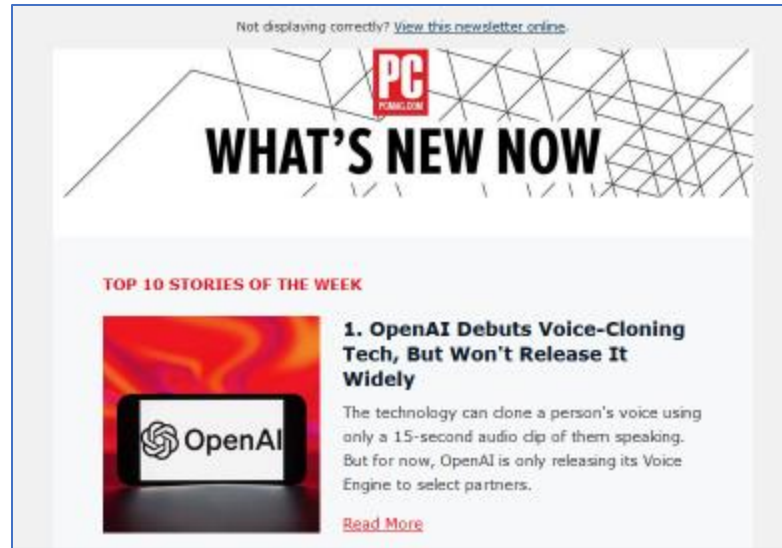 Not displaying correctly? View this newsletter online.
PC
PCMAG.COM
WHAT'S NEW NOW
TOP 10 STORIES OF THE WEEK
OpenAI
1. OpenAI Debuts Voice-Cloning
Tech, But Won't Release It
Widely
The technology can clone a person's voice using
only a 15-second audio clip of them speaking.
But for now, OpenAI is only releasing its Voice
Engine to select partners.
Read More